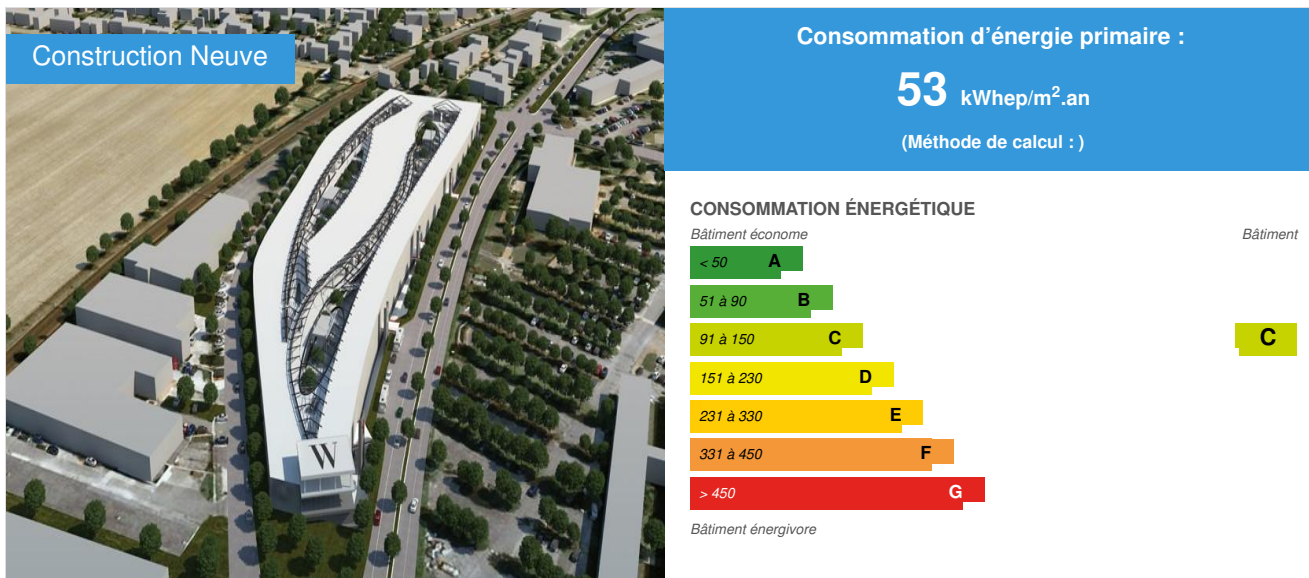 Construction Neuve
W
Consommation d'énergie primaire :
53 kWhep/m².an
(Méthode de calcul : )
CONSOMMATION ÉNERGÉTIQUE
Bâtiment économe Bâtiment
< 50 A
51 à 90 B
91 à 150 C C
151 à 230 D
231 à 330 E
331 à 450 F
> 450 G
Bâtiment énergivore